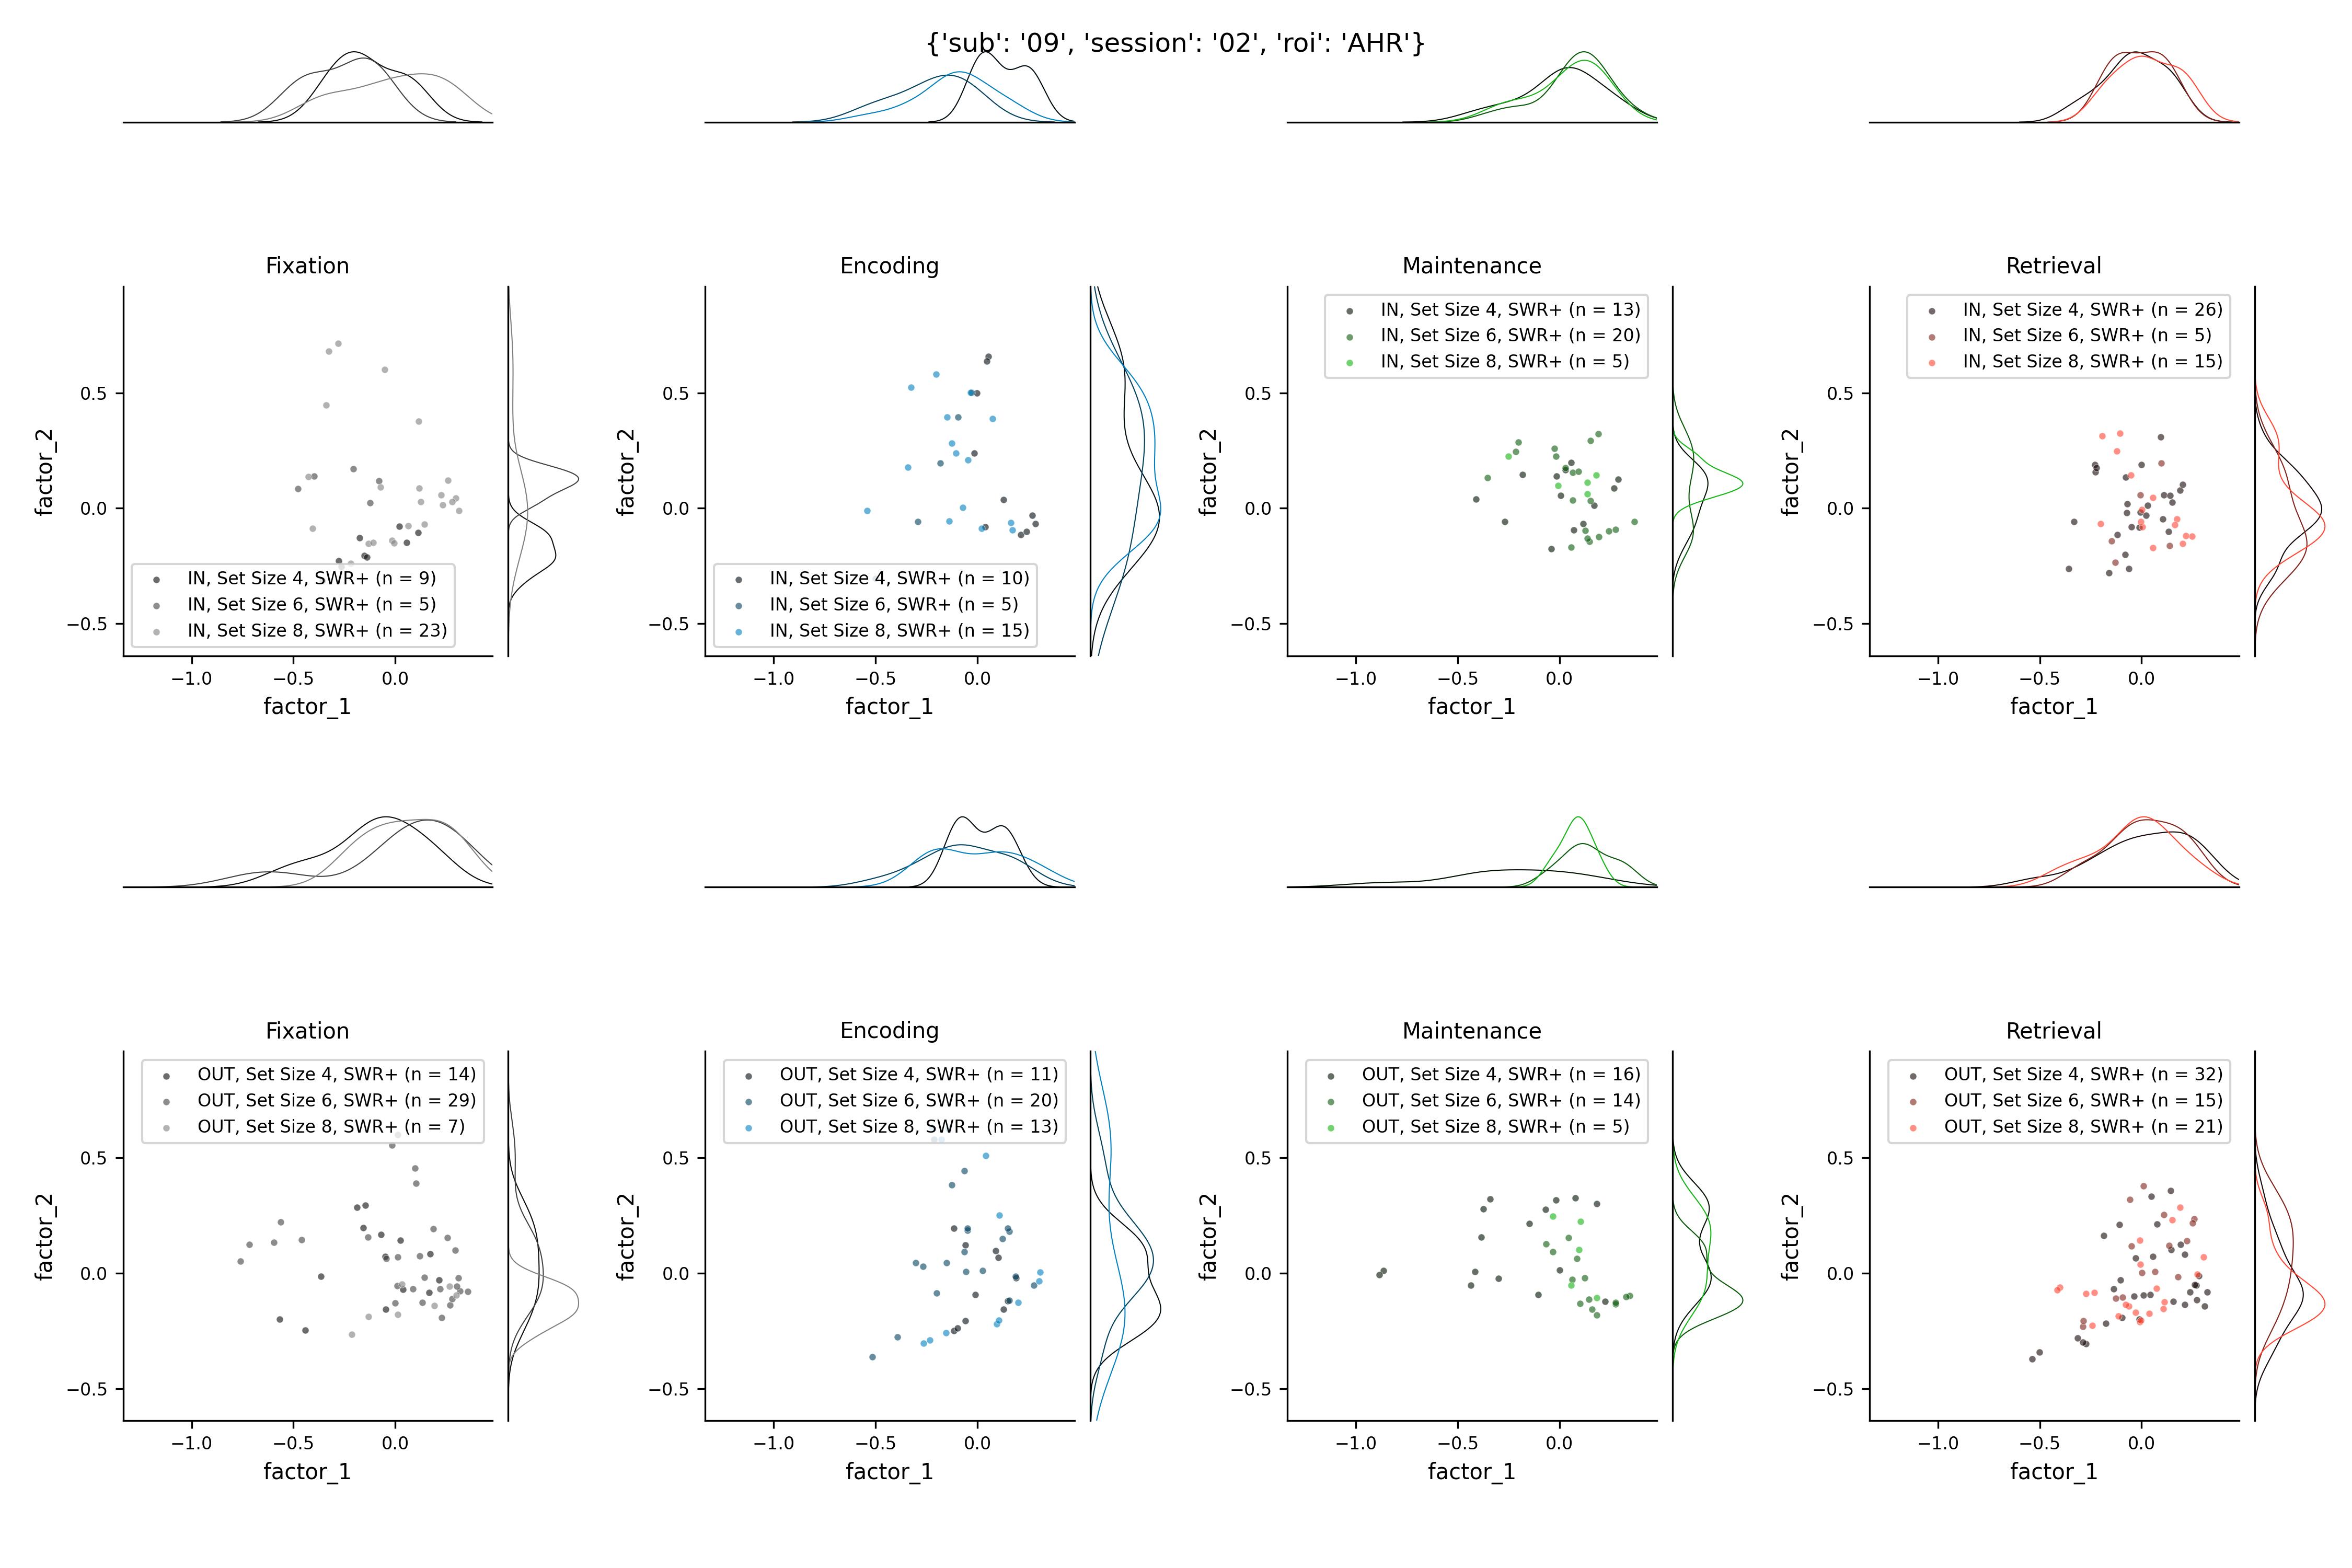 {'sub': '09', 'session': '02', 'roi': 'AHR'}
Fixation
Encoding
Maintenance
Retrieval
IN, Set Size 4, SWR+ (n = 9)
IN, Set Size 6, SWR+ (n = 5)
IN, Set Size 8, SWR+ (n = 23)
0.5
0.0
−0.5
factor_2
−1.0
−0.5
0.0
factor_1
IN, Set Size 4, SWR+ (n = 10)
IN, Set Size 6, SWR+ (n = 5)
IN, Set Size 8, SWR+ (n = 15)
0.5
0.0
−0.5
factor_2
−1.0
−0.5
0.0
factor_1
IN, Set Size 4, SWR+ (n = 13)
IN, Set Size 6, SWR+ (n = 20)
IN, Set Size 8, SWR+ (n = 5)
0.5
0.0
−0.5
factor_2
−1.0
−0.5
0.0
factor_1
IN, Set Size 4, SWR+ (n = 26)
IN, Set Size 6, SWR+ (n = 5)
IN, Set Size 8, SWR+ (n = 15)
0.5
0.0
−0.5
factor_2
−1.0
−0.5
0.0
factor_1
Fixation
Encoding
Maintenance
Retrieval
OUT, Set Size 4, SWR+ (n = 14)
OUT, Set Size 6, SWR+ (n = 29)
OUT, Set Size 8, SWR+ (n = 7)
0.5
0.0
−0.5
factor_2
−1.0
−0.5
0.0
factor_1
OUT, Set Size 4, SWR+ (n = 11)
OUT, Set Size 6, SWR+ (n = 20)
OUT, Set Size 8, SWR+ (n = 13)
0.5
0.0
−0.5
factor_2
−1.0
−0.5
0.0
factor_1
OUT, Set Size 4, SWR+ (n = 16)
OUT, Set Size 6, SWR+ (n = 14)
OUT, Set Size 8, SWR+ (n = 5)
0.5
0.0
−0.5
factor_2
−1.0
−0.5
0.0
factor_1
OUT, Set Size 4, SWR+ (n = 32)
OUT, Set Size 6, SWR+ (n = 15)
OUT, Set Size 8, SWR+ (n = 21)
0.5
0.0
−0.5
factor_2
−1.0
−0.5
0.0
factor_1